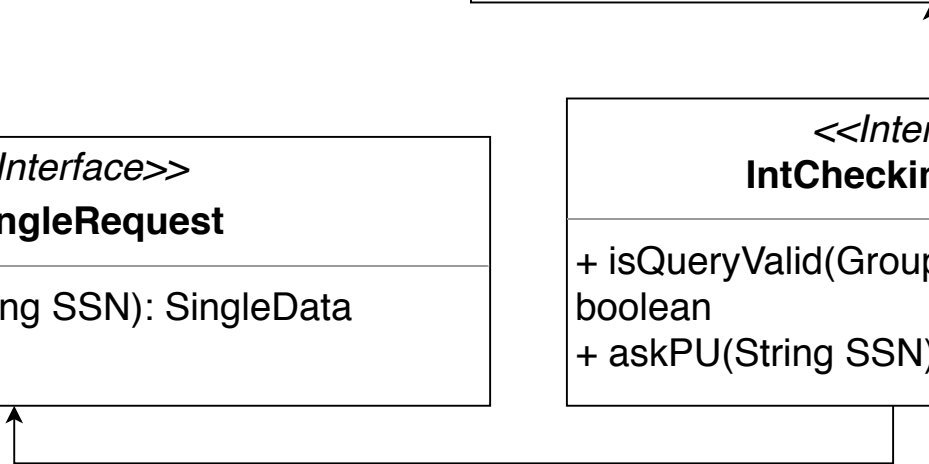 Interface>>
ngleRequest
ng SSN): SingleData
<<Inter
IntCheckin
+ isQueryValid(Group
boolean
+ askPU(String SSN)